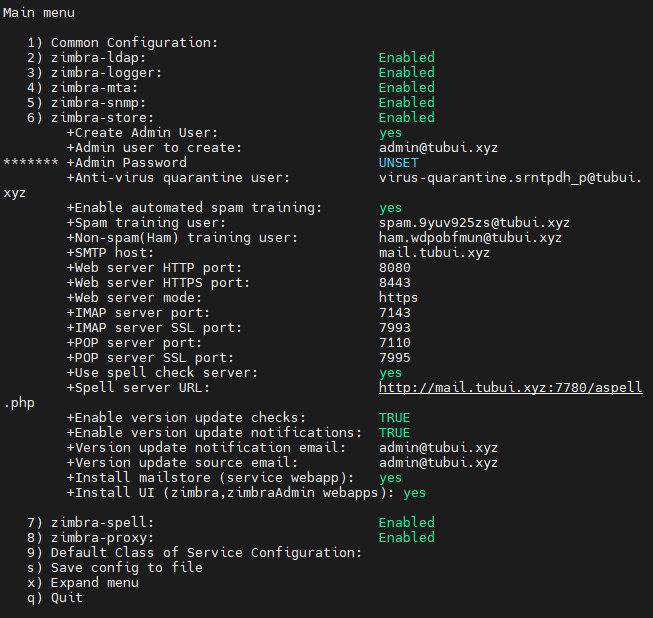 Main menu
1) Common Configuration:
2) zimbra-ldap: Enabled
3) zimbra-logger: Enabled
4) zimbra-mta: Enabled
5) zimbra-snmp: Enabled
6) zimbra-store: Enabled
+Create Admin User: yes
+Admin user to create: admin@tubui.xyz
******* +Admin Password UNSET
+Anti-virus quarantine user: virus-quarantine.srntpdh_p@tubui.
xyz
+Enable automated spam training: yes
+Spam training user: spam.9yuv925zs@tubui.xyz
+Non-spam(Ham) training user: ham.wdpobfmun@tubui.xyz
+SMTP host: mail.tubui.xyz
+Web server HTTP port: 8080
+Web server HTTPS port: 8443
+Web server mode: https
+IMAP server port: 7143
+IMAP server SSL port: 7993
+POP server port: 7110
+POP server SSL port: 7995
+Use spell check server: yes
+Spell server URL: http://mail.tubui.xyz:7780/aspell
.php
+Enable version update checks: TRUE
+Enable version update notifications: TRUE
+Version update notification email: admin@tubui.xyz
+Version update source email: admin@tubui.xyz
+Install mailstore (service webapp): yes
+Install UI (zimbra,zimbraAdmin webapps): yes
7) zimbra-spell: Enabled
8) zimbra-proxy: Enabled
9) Default Class of Service Configuration:
s) Save config to file
x) Expand menu
q) Quit